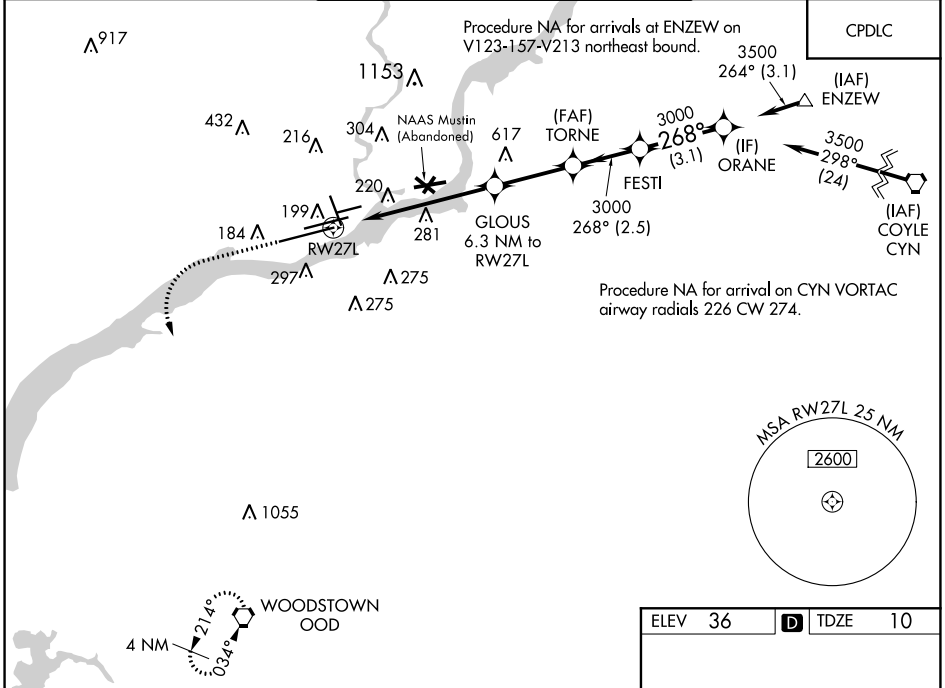 Procedure NA for arrivals at ENZEW on
V123-157-V213 northeast bound.
CPDLC
917
1153
3500
264° (3.1)
(IAF)
ENZEW
432
216
304
NAAS Mustin
(Abandoned)
617
(FAF)
TORNE
3000
268°
(3.1)
(IF)
ORANE
3500
298°
(24)
FESTI
220
199
184
RW27L
281
GLOUS
6.3 NM to
RW27L
3000
268° (2.5)
(IAF)
COYLE
CYN
297
275
275
Procedure NA for arrival on CYN VORTAC
airway radials 226 CW 274.
MSA RW27L 25 NM
2600
1055
WOODSTOWN
OOD
4 NM
214°
034°
ELEV 36 D TDZE 10